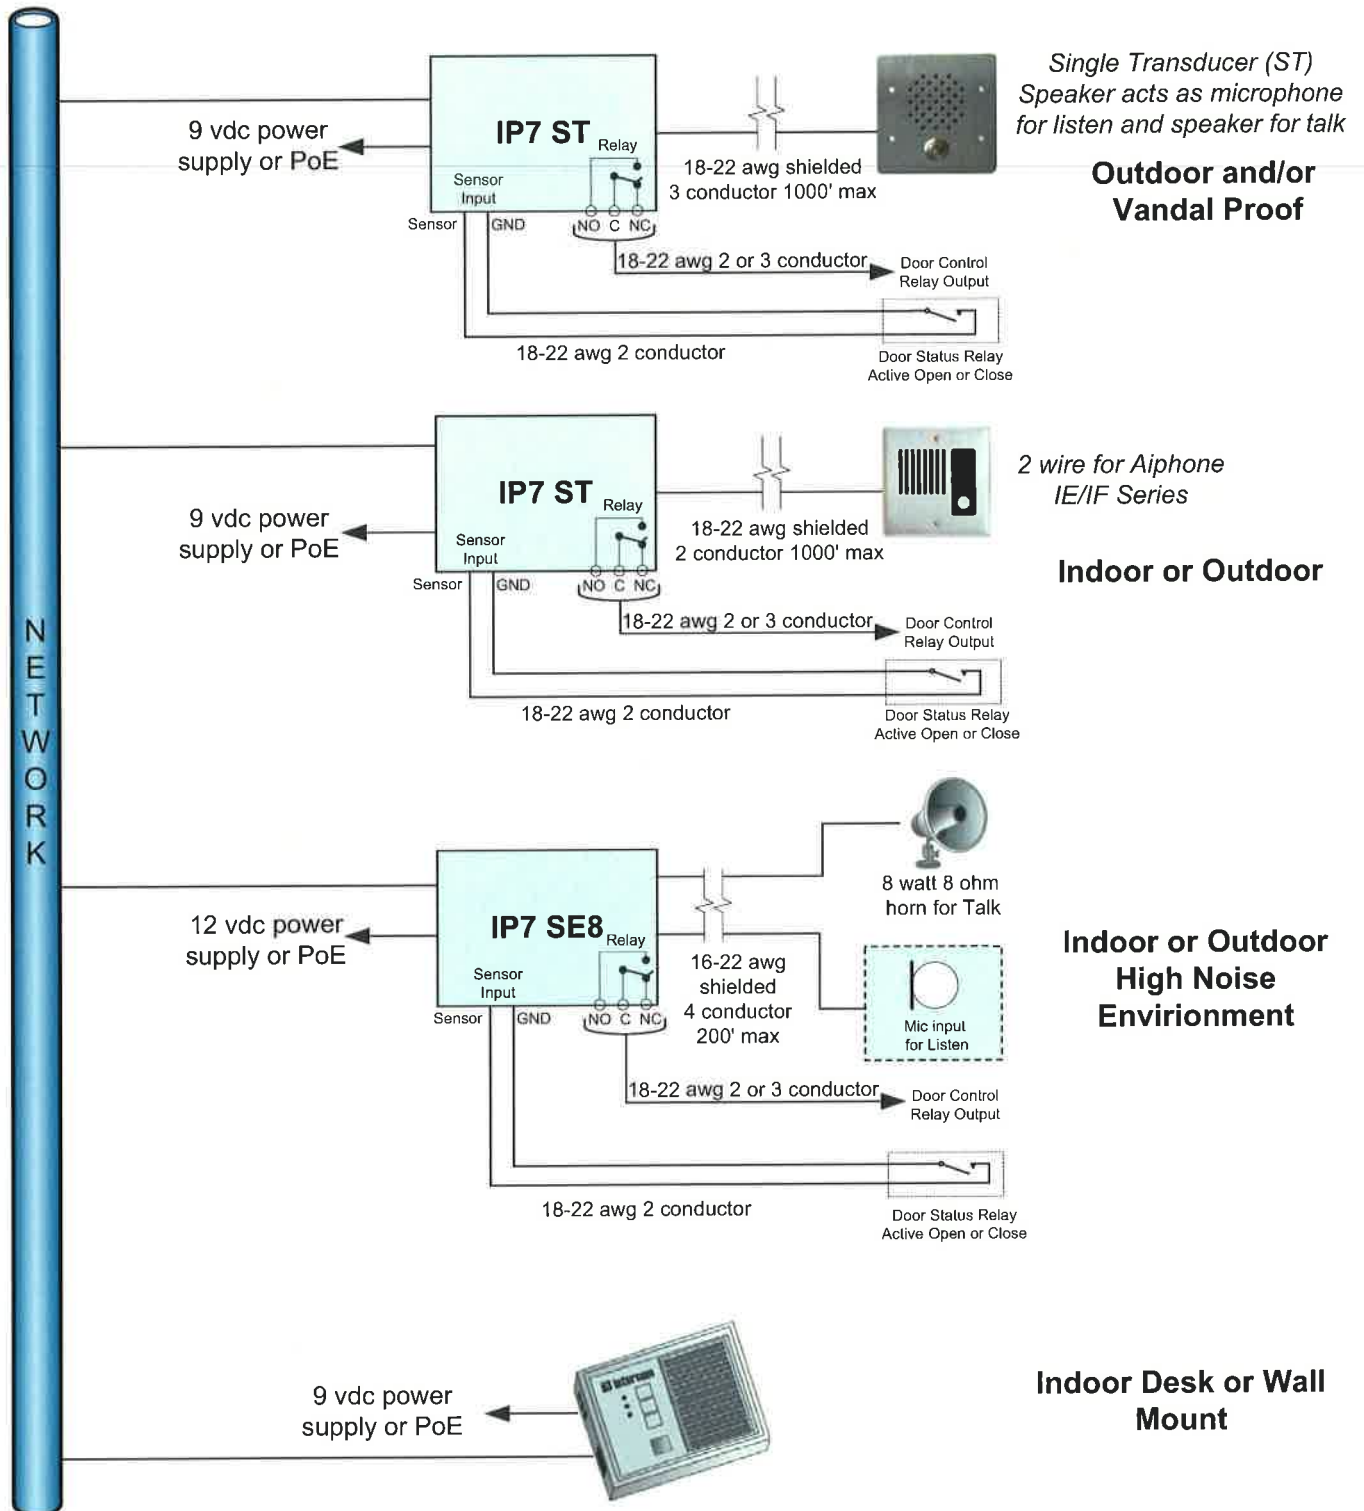 NETWORK
9 vdc power
supply or PoE
IP7 ST
Relay
Sensor
Input
Sensor
GND
NO C NC
18-22 awg shielded
3 conductor 1000' max
Single Transducer (ST)
Speaker acts as microphone
for listen and speaker for talk
Outdoor and/or
Vandal Proof
18-22 awg 2 or 3 conductor
Door Control
Relay Output
18-22 awg 2 conductor
Door Status Relay
Active Open or Close
9 vdc power
supply or PoE
IP7 ST
Relay
Sensor
Input
Sensor
GND
NO C NC
18-22 awg shielded
2 conductor 1000' max
2 wire for Aiphone
IE/IF Series
Indoor or Outdoor
18-22 awg 2 or 3 conductor
Door Control
Relay Output
18-22 awg 2 conductor
Door Status Relay
Active Open or Close
12 vdc power
supply or PoE
IP7 SE8
Relay
Sensor
Input
Sensor
GND
NO C NC
16-22 awg
shielded
4 conductor
200' max
8 watt 8 ohm
horn for Talk
Mic input
for Listen
Indoor or Outdoor
High Noise
Envirionment
18-22 awg 2 or 3 conductor
Door Control
Relay Output
18-22 awg 2 conductor
Door Status Relay
Active Open or Close
9 vdc power
supply or PoE
Intercom
Indoor Desk or Wall
Mount